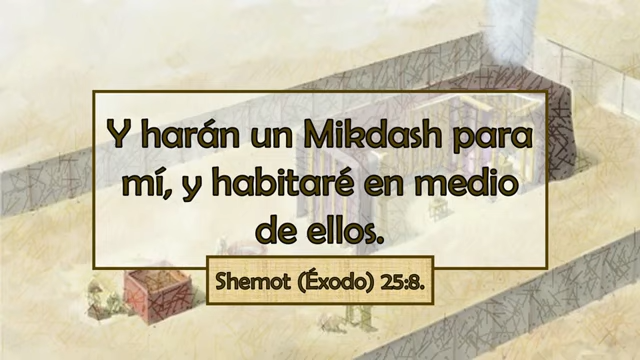 Y harán un Mikdash para
mí, y habitaré en medio
de ellos.
Shemot (Éxodo) 25:8.